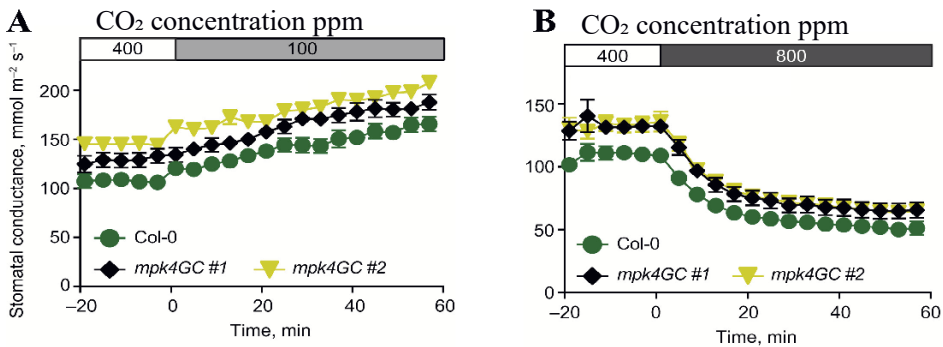 A
CO₂ concentration ppm
400
100
Stomatal conductance, mmol m⁻² s⁻¹
200
150
100
50
0
Col-0
mpk4GC #1
mpk4GC #2
–20
0
20
40
60
Time, min
B
CO₂ concentration ppm
400
800
150
100
50
0
Col-0
mpk4GC #1
mpk4GC #2
–20
0
20
40
60
Time, min